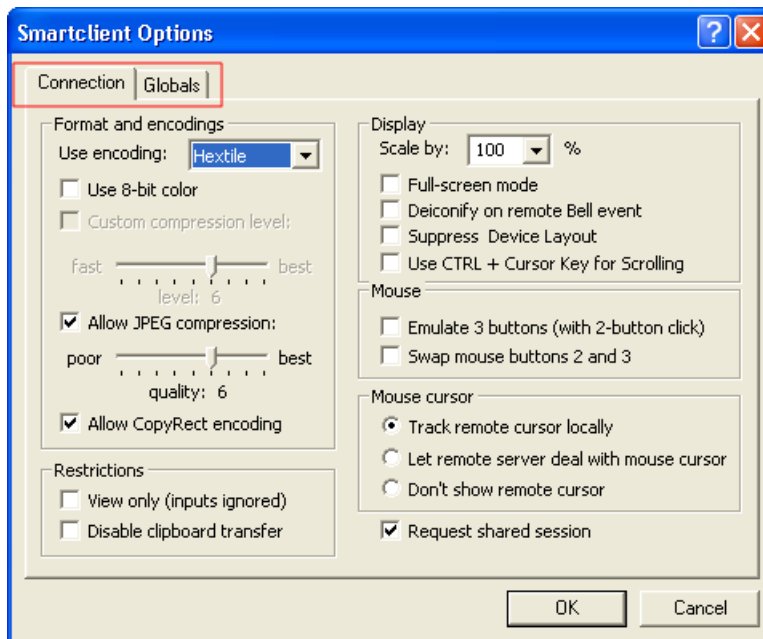 Smartclient Options
Connection
Globals
Format and encodings
Use encoding: Hextile
Use 8-bit color
Custom compression level:
fast best
level: 6
Allow JPEG compression:
poor best
quality: 6
Allow CopyRect encoding
Restrictions
View only (inputs ignored)
Disable clipboard transfer
Display
Scale by: 100 %
Full-screen mode
Deiconify on remote Bell event
Suppress Device Layout
Use CTRL + Cursor Key for Scrolling
Mouse
Emulate 3 buttons (with 2-button click)
Swap mouse buttons 2 and 3
Mouse cursor
Track remote cursor locally
Let remote server deal with mouse cursor
Don't show remote cursor
Request shared session
OK
Cancel